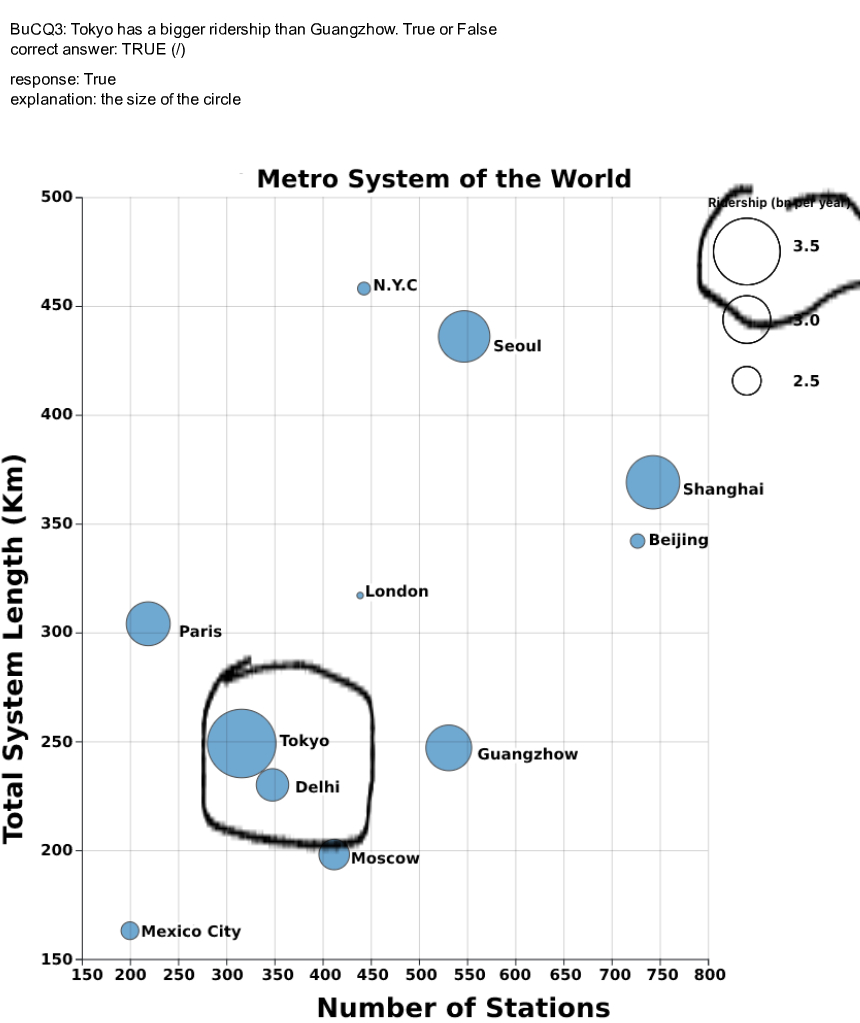 BuCQ3: Tokyo has a bigger ridership than Guangzhow. True or False
correct answer: TRUE (/)
response: True
explanation: the size of the circle
Metro System of the World
Ridership (bn per year)
3.5
3.0
2.5
Total System Length (Km)
500
450
400
350
300
250
200
150
N.Y.C
Seoul
Shanghai
Beijing
London
Paris
Tokyo
Guangzhow
Delhi
Moscow
Mexico City
150 200 250 300 350 400 450 500 550 600 650 700 750 800
Number of Stations